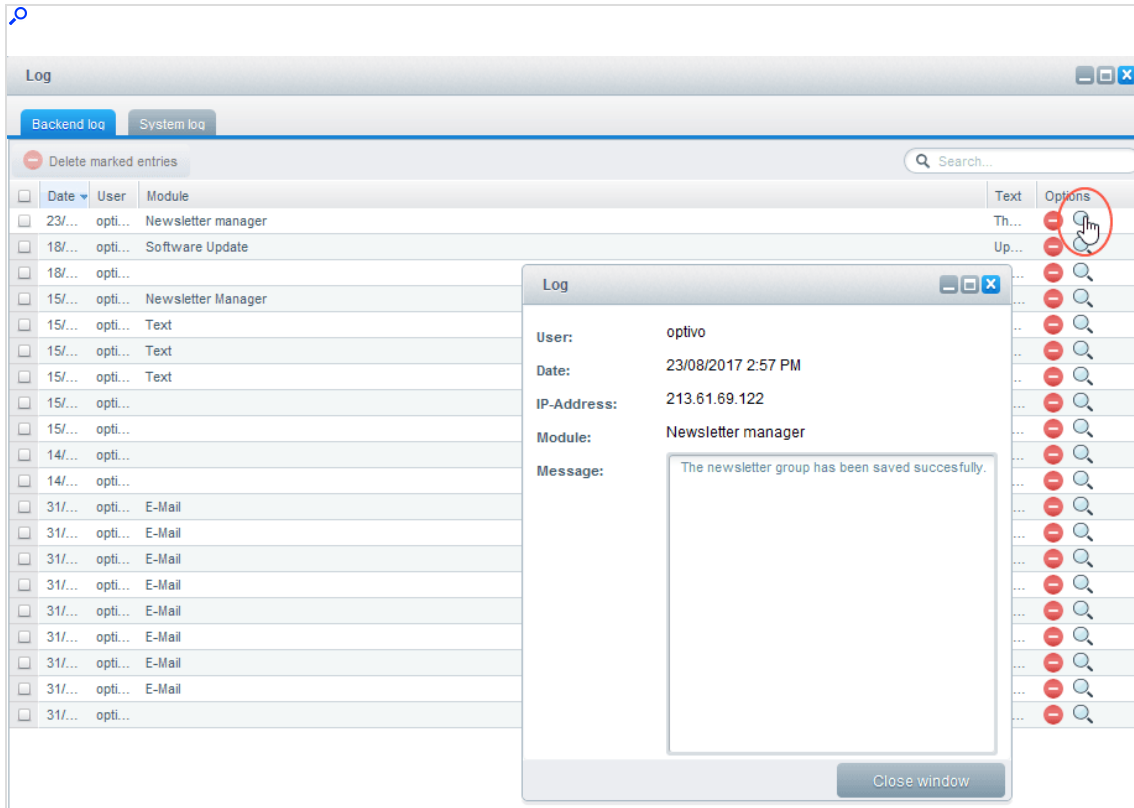 Log
Backend log System log
Delete marked entries Search...
Date User Module Text Options
23/... opti... Newsletter manager Th...
18/... opti... Software Update Up...
18/... opti... ...
15/... opti... Newsletter Manager ...
15/... opti... Text ...
15/... opti... Text ...
15/... opti... Text ...
15/... opti... ...
15/... opti... ...
14/... opti... ...
14/... opti... ...
31/... opti... E-Mail ...
31/... opti... E-Mail ...
31/... opti... E-Mail ...
31/... opti... E-Mail ...
31/... opti... E-Mail ...
31/... opti... E-Mail ...
31/... opti... E-Mail ...
31/... opti... E-Mail ...
31/... opti... ...
Log
User: optivo
Date: 23/08/2017 2:57 PM
IP-Address: 213.61.69.122
Module: Newsletter manager
Message: The newsletter group has been saved succesfully.
Close window